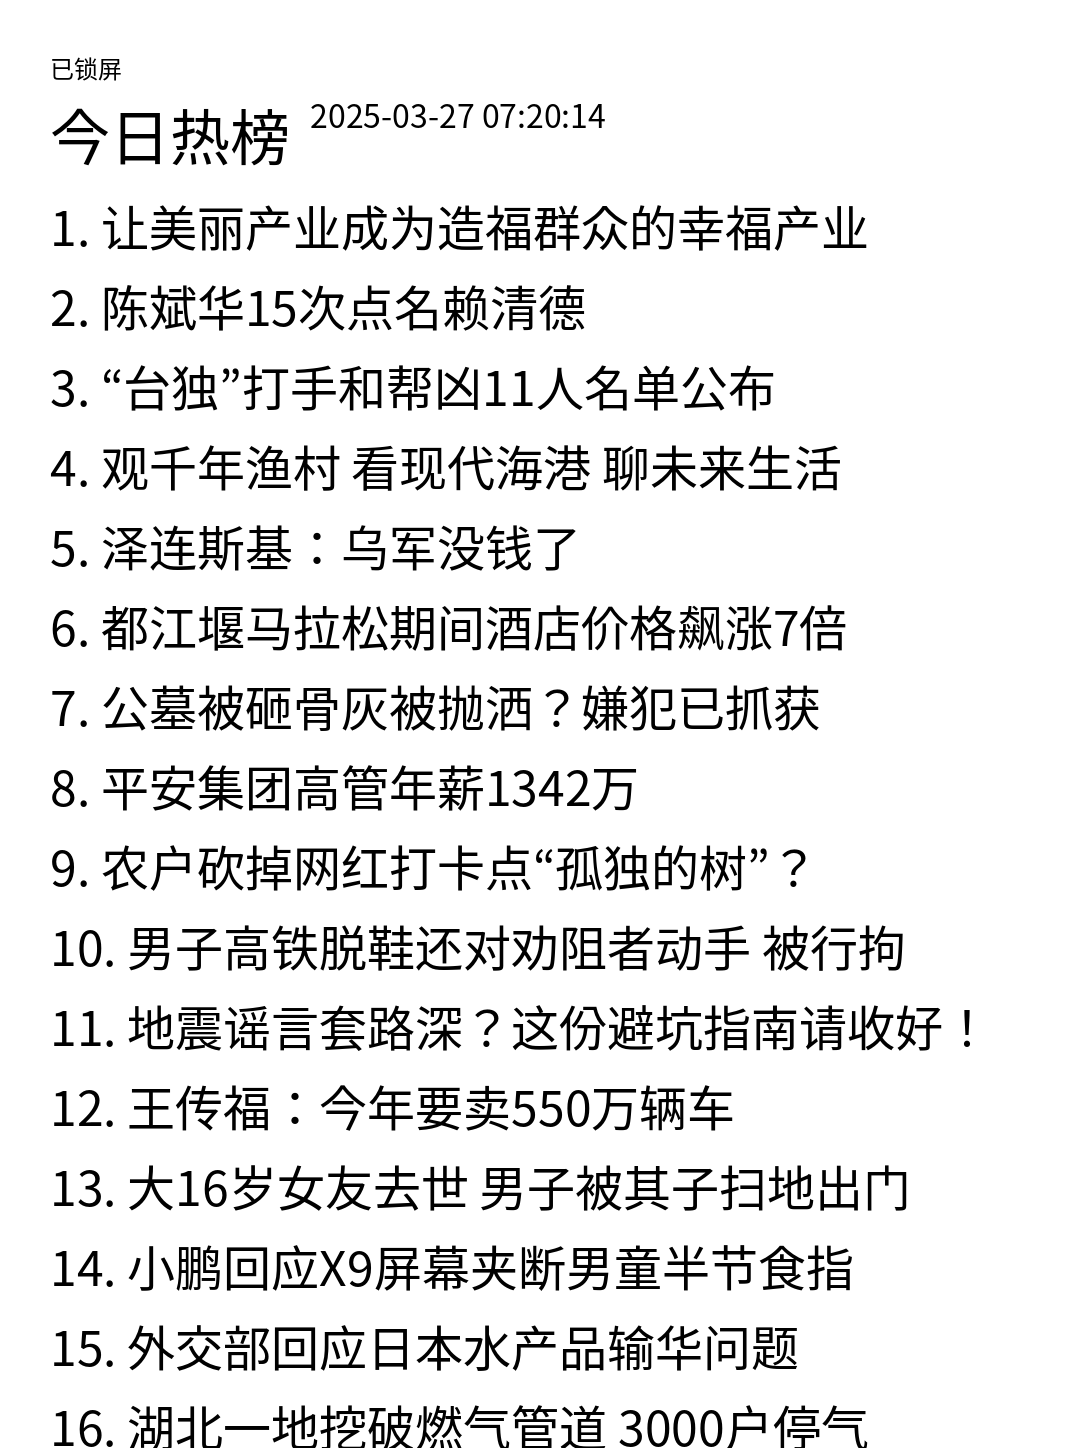 已锁屏
今日热榜 2025-03-27 07:20:14
1. 让美丽产业成为造福群众的幸福产业
2. 陈斌华15次点名赖清德
3. “台独”打手和帮凶11人名单公布
4. 观千年渔村 看现代海港 聊未来生活
5. 泽连斯基：乌军没钱了
6. 都江堰马拉松期间酒店价格飙涨7倍
7. 公墓被砸骨灰被抛洒？嫌犯已抓获
8. 平安集团高管年薪1342万
9. 农户砍掉网红打卡点“孤独的树”？
10. 男子高铁脱鞋还对劝阻者动手 被行拘
11. 地震谣言套路深？这份避坑指南请收好！
12. 王传福：今年要卖550万辆车
13. 大16岁女友去世 男子被其子扫地出门
14. 小鹏回应X9屏幕夹断男童半节食指
15. 外交部回应日本水产品输华问题
16. 湖北一地挖破燃气管道 3000户停气